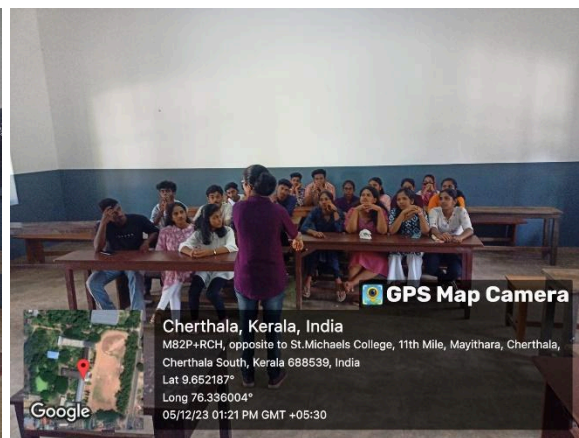 GPS Map Camera
Cherthala, Kerala, India
M82P+RCH, opposite to St.Michaels College, 11th Mile, Mayithara, Cherthala,
Cherthala South, Kerala 688539, India
Lat 9.652187°
Long 76.336004°
05/12/23 01:21 PM GMT +05:30
Google